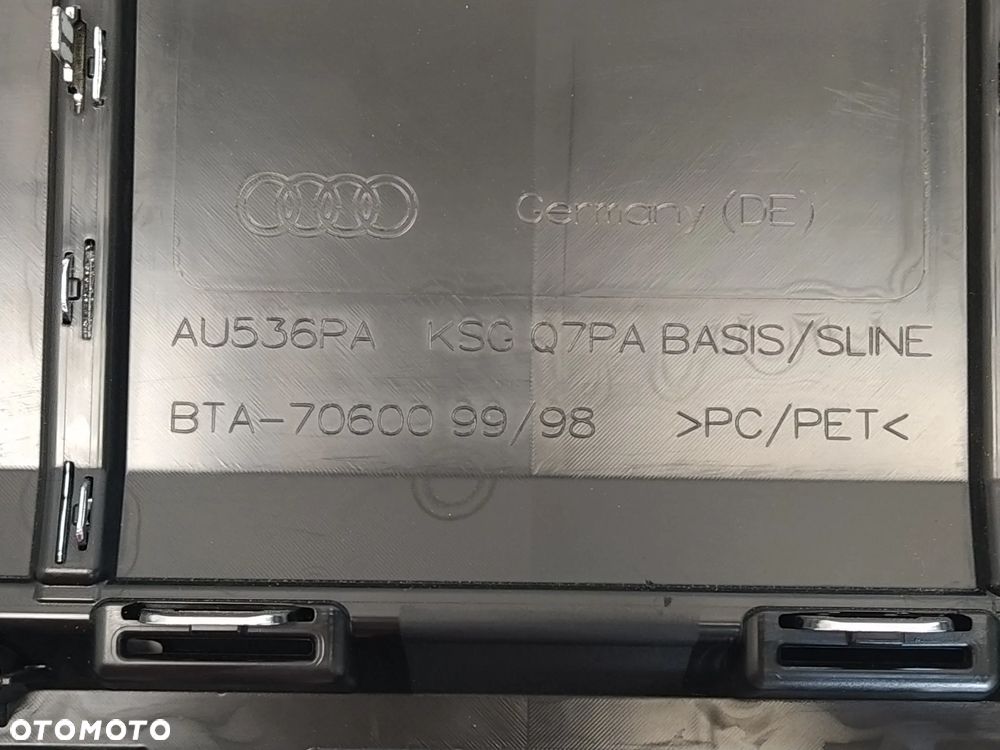 Germany (DE)
AU536PA KSG Q7PA BASIS/SLINE
BTA-70600 99/98 >PC/PET<
OTOMOTO